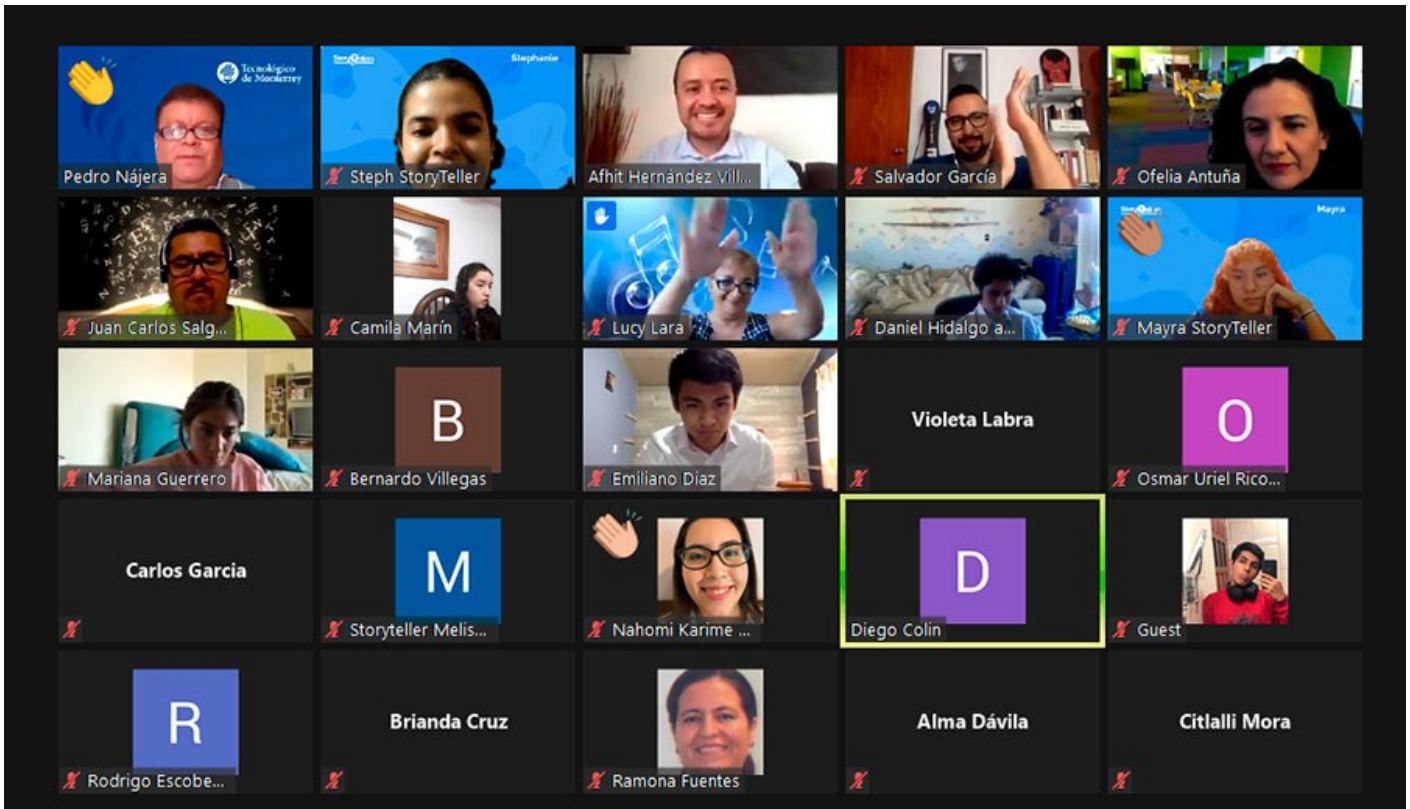 Tecnológico
de Monterrey
Pedro Nájera
Stephanie
Steph StoryTeller
Afhit Hernández Vill...
Salvador García
Ofelia Antuña
Juan Carlos Salg...
Camila Marín
Lucy Lara
Daniel Hidalgo a...
Mayra
Mayra StoryTeller
Mariana Guerrero
B
Bernardo Villegas
Emiliano Diaz
Violeta Labra
O
Osmar Uriel Rico...
Carlos Garcia
M
Storyteller Melis...
Nahomi Karime ...
D
Diego Colin
Guest
R
Rodrigo Escobe...
Brianda Cruz
Ramona Fuentes
Alma Dávila
Citlalli Mora